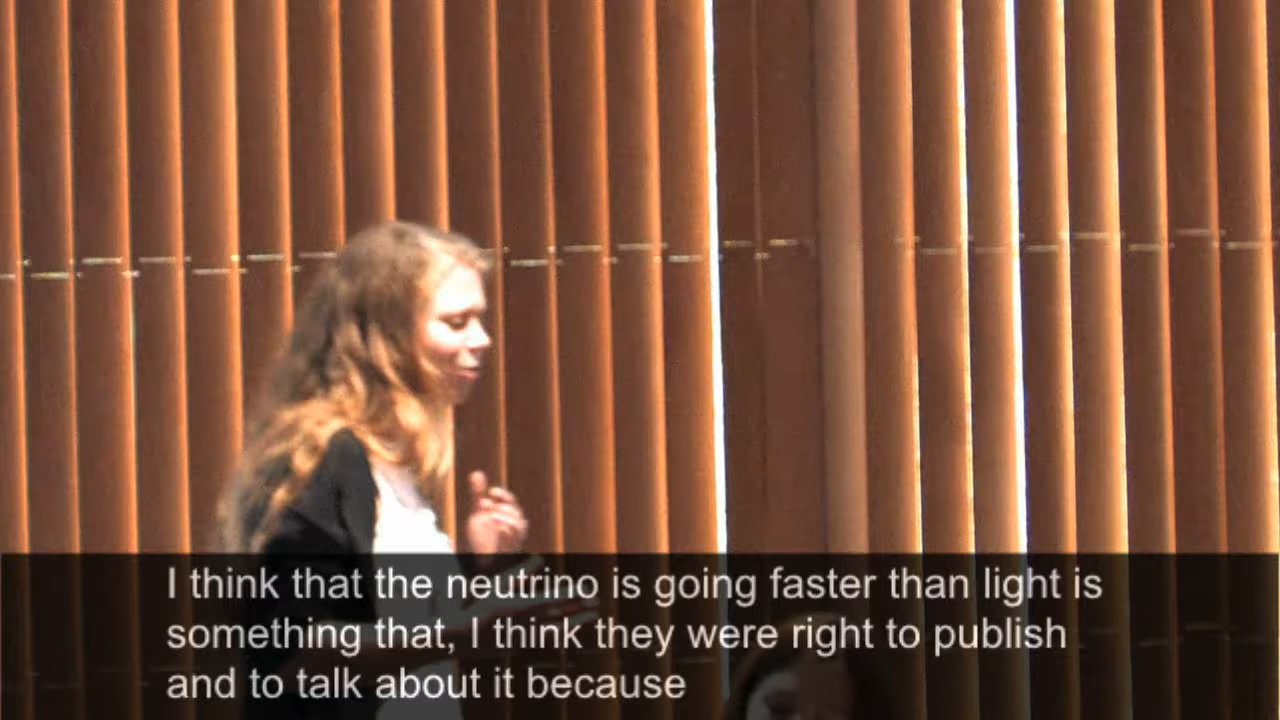 I think that the neutrino is going faster than light is
something that, I think they were right to publish
and to talk about it because